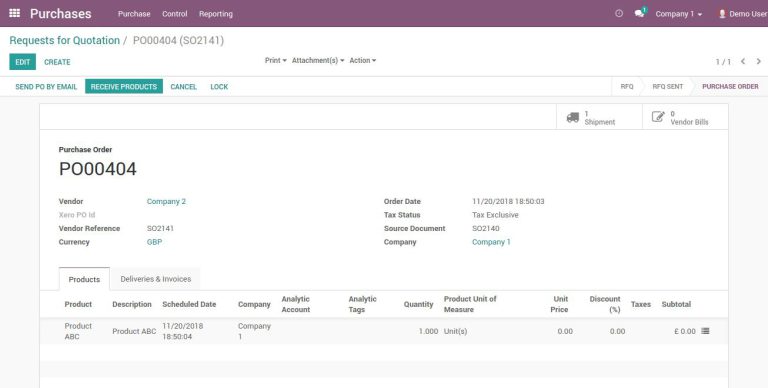 Purchases Purchase Control Reporting 1 Company 1 Demo User
Requests for Quotation / PO00404 (SO2141)
EDIT CREATE Print Attachment(s) Action 1 / 1
SEND PO BY EMAIL RECEIVE PRODUCTS CANCEL LOCK RFQ RFQ SENT PURCHASE ORDER
1 0
Shipment Vendor Bills
Purchase Order
PO00404
Vendor Company 2 Order Date 11/20/2018 18:50:03
Xero PO Id Tax Status Tax Exclusive
Vendor Reference SO2141 Source Document SO2140
Currency GBP Company Company 1
Products Deliveries & Invoices
Product Description Scheduled Date Company Analytic Account Analytic Tags Quantity Product Unit of Measure Unit Price Discount (%) Taxes Subtotal
Product ABC Product ABC 11/20/2018 18:50:04 Company 1 1.000 Unit(s) 0.00 0.00 £ 0.00